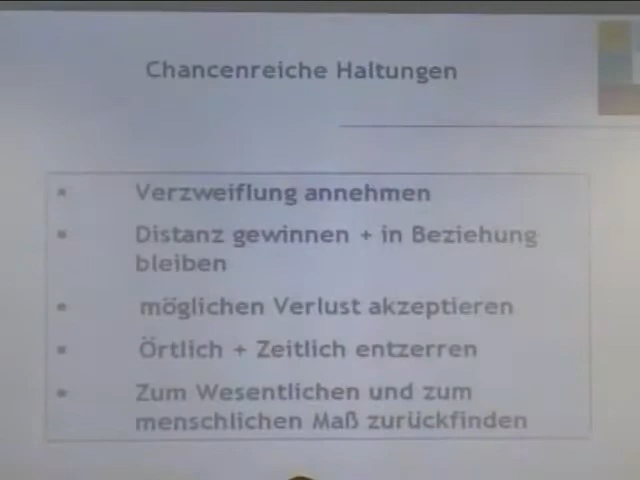 Chancenreiche Haltungen
Verzweiflung annehmen
Distanz gewinnen + in Beziehung
bleiben
möglichen Verlust akzeptieren
Örtlich + Zeitlich entzerren
Zum Wesentlichen und zum
menschlichen Maß zurückfinden